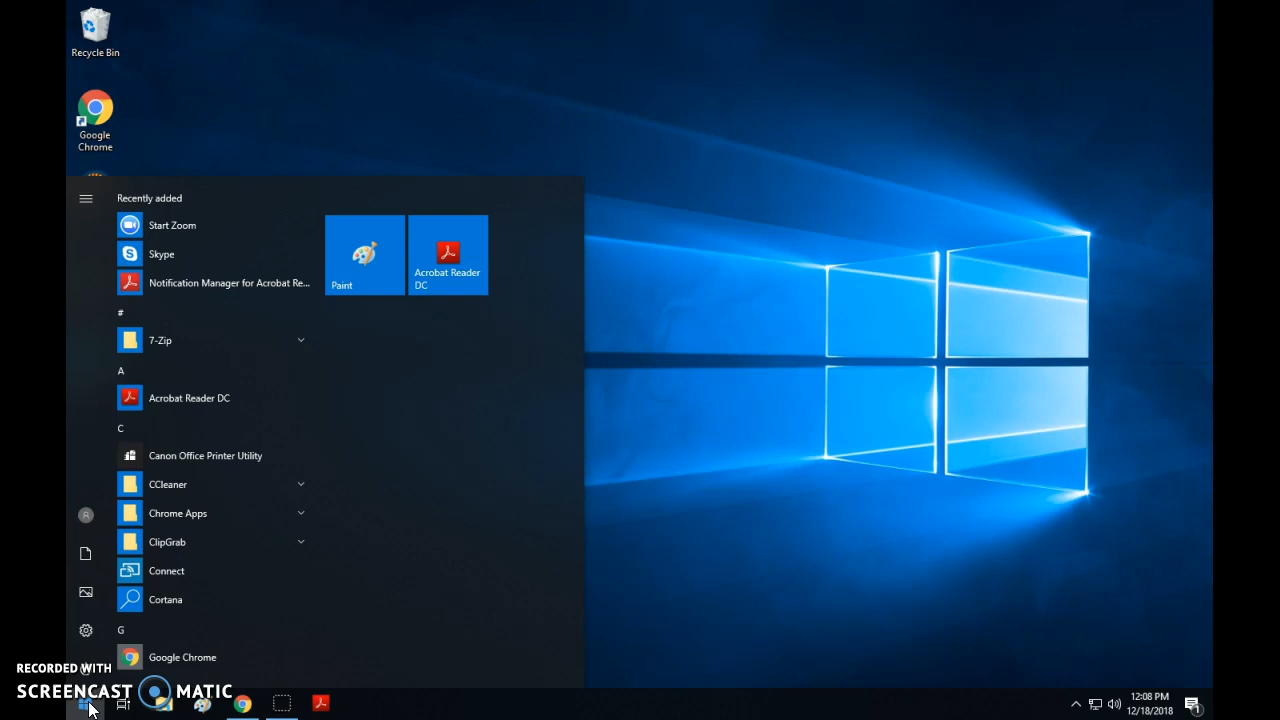 Recycle Bin
Google
Chrome
Recently added
Start Zoom
Skype
Notification Manager for Acrobat Re...
#
7-Zip
A
Acrobat Reader DC
C
Canon Office Printer Utility
CCleaner
Chrome Apps
ClipGrab
Connect
Cortana
G
Google Chrome
Paint
Acrobat Reader
DC
RECORDED WITH
SCREENCAST MATIC
12:08 PM
12/18/2018
1